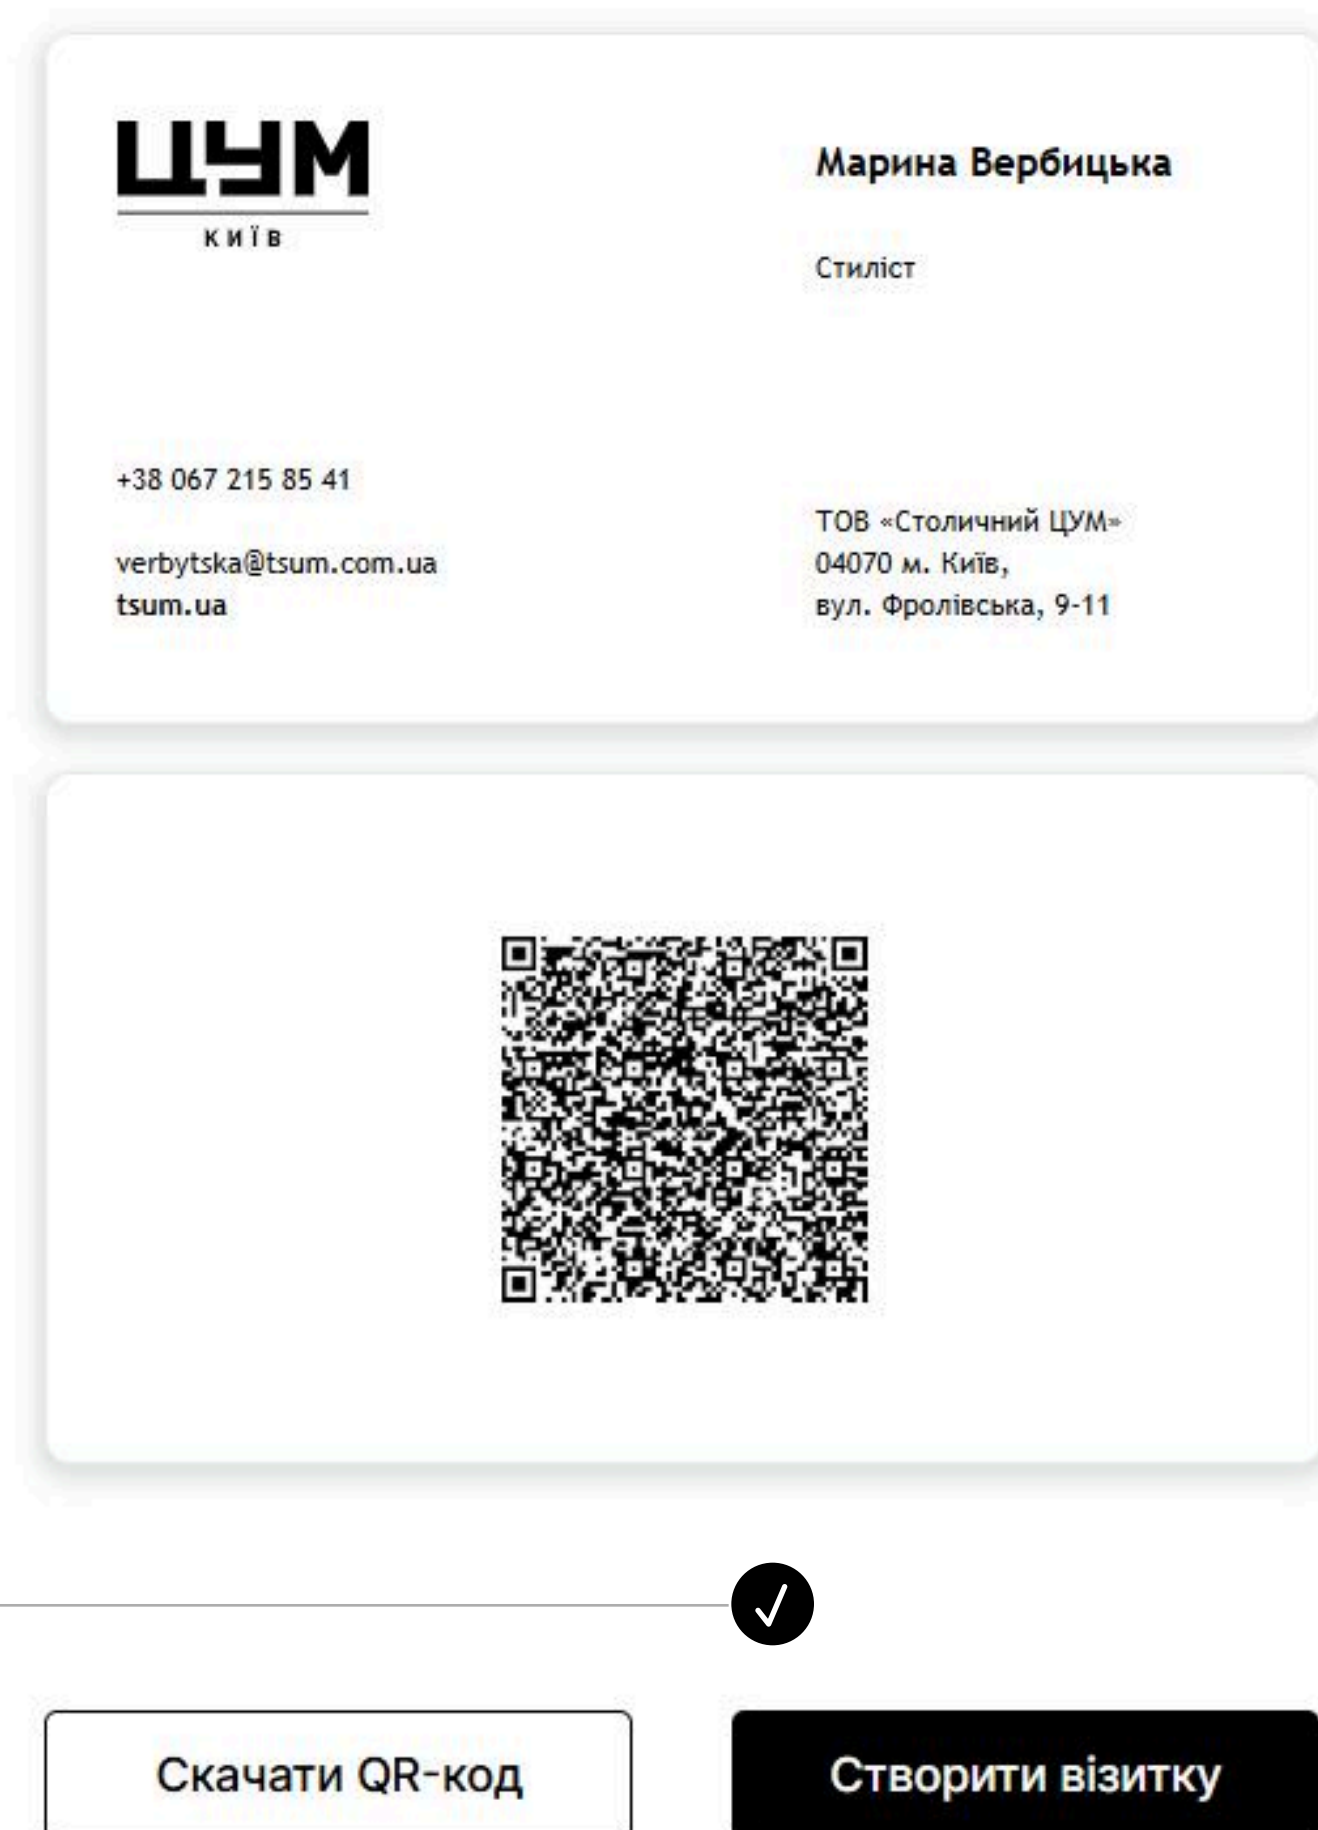 ЦУМ
КИЇВ
Марина Вербицька
Стиліст
+38 067 215 85 41
verbytska@tsum.com.ua
tsum.ua
ТОВ «Столичний ЦУМ»
04070 м. Київ,
вул. Фролівська, 9-11
Скачати QR-код
Створити візитку